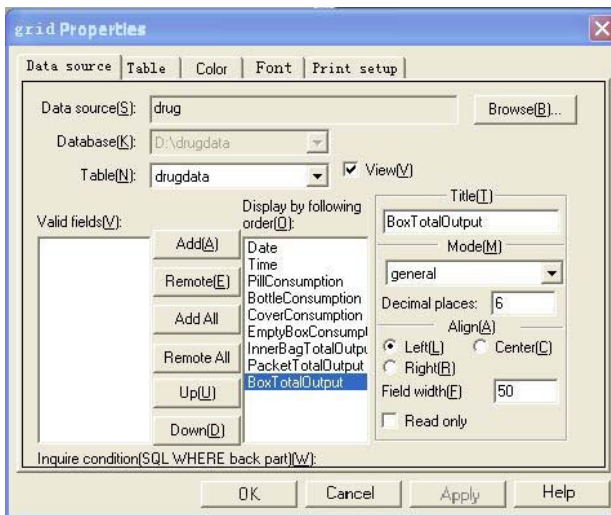 grid Properties
Data source
Table
Color
Font
Print setup
Data source(S):
drug
Browse(B)...
Database(K):
D:\drugdata
Table(N):
drugdata
View(V)
Valid fields(V):
Add(A)
Remote(E)
Add All
Remote All
Up(U)
Down(D)
Display by following
order(O):
Date
Time
PillConsumption
BottleConsumption
CoverConsumption
EmptyBoxConsumpl
InnerBagTotalOutpu
PacketTotalOutput
BoxTotalOutput
Title(T)
BoxTotalOutput
Mode(M)
general
Decimal places:
6
Align(A)
Left(L)
Center(C)
Right(R)
Field width(F)
50
Read only
Inquire condition(SQL WHERE back part)(W):
OK
Cancel
Apply
Help